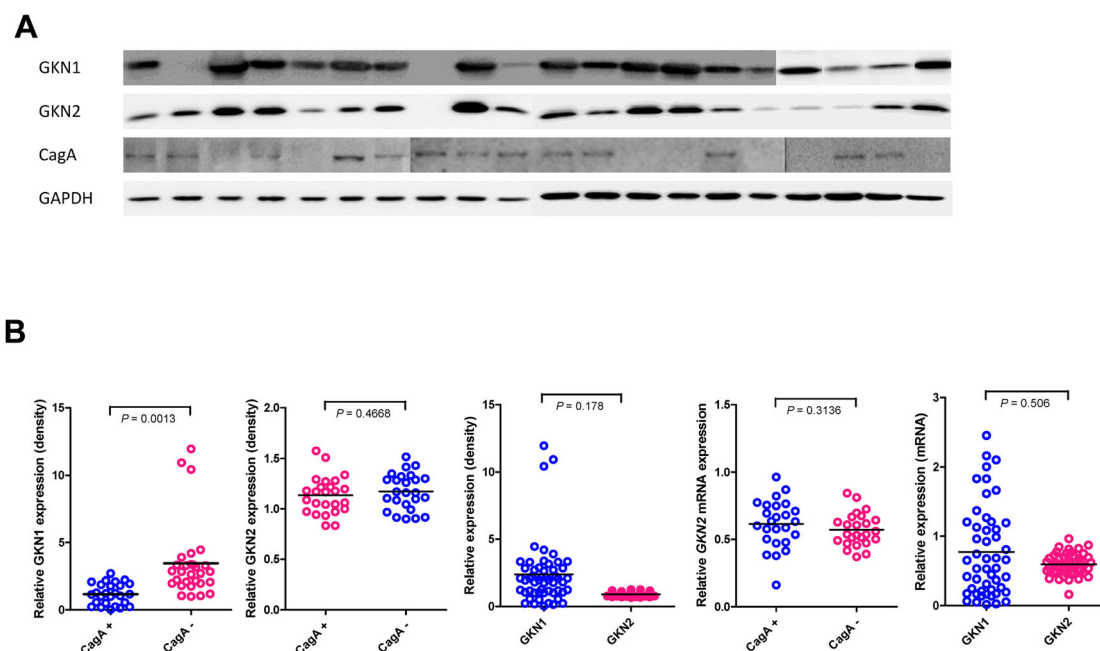 A
GKN1
GKN2
CagA
GAPDH
B
Relative GKN1 expression (density)
15
10
5
0
P = 0.0013
CagA +
CagA -
Relative GKN2 expression (density)
2.0
1.5
1.0
0.5
0.0
P = 0.4668
CagA +
CagA -
Relative expression (density)
15
10
5
0
P = 0.178
GKN1
GKN2
Relative GKN2 mRNA expression
1.5
1.0
0.5
0.0
P = 0.3136
CagA +
CagA -
Relative expression (mRNA)
3
2
1
0
P = 0.506
GKN1
GKN2